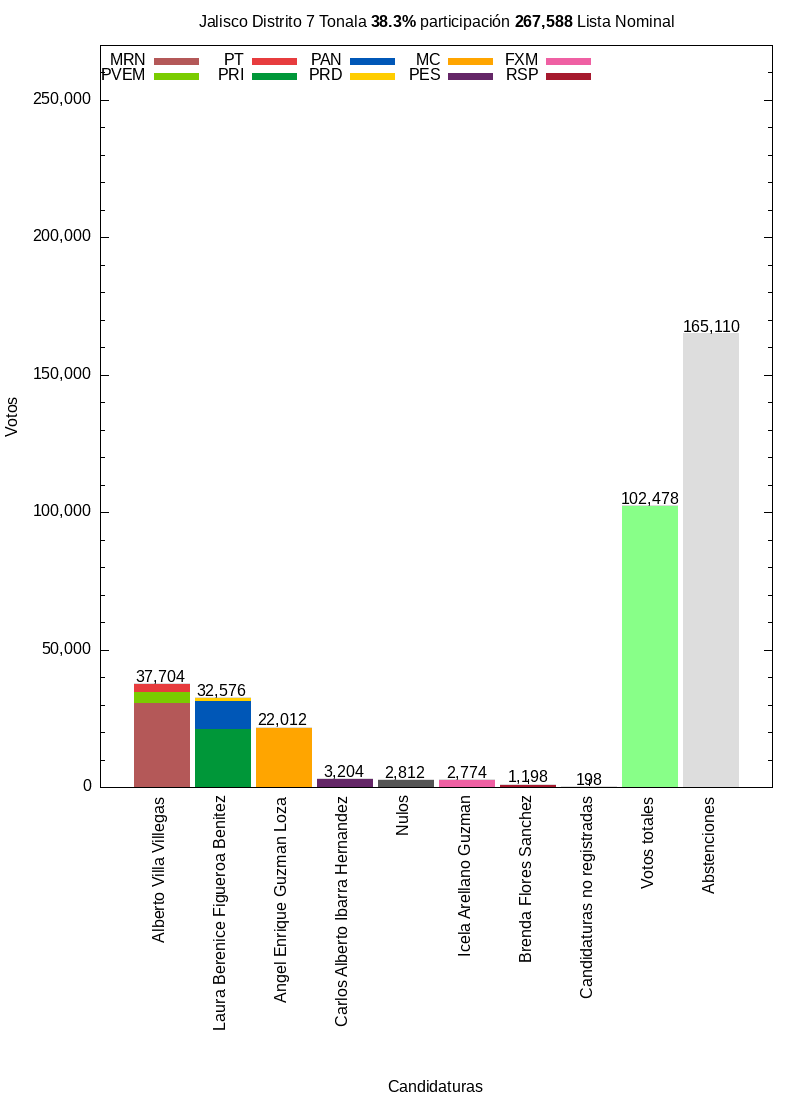 Jalisco Distrito 7 Tonala 38.3% participación 267,588 Lista Nominal
MRN PT PAN MC FXM
PVEM PRI PRD PES RSP
250,000
200,000
150,000
100,000
50,000
0
Votos
37,704
32,576
22,012
3,204
2,812
2,774
1,198
198
102,478
165,110
Alberto Villa Villegas
Laura Berenice Figueroa Benitez
Angel Enrique Guzman Loza
Carlos Alberto Ibarra Hernandez
Nulos
Icela Arellano Guzman
Brenda Flores Sanchez
Candidaturas no registradas
Votos totales
Abstenciones
Candidaturas